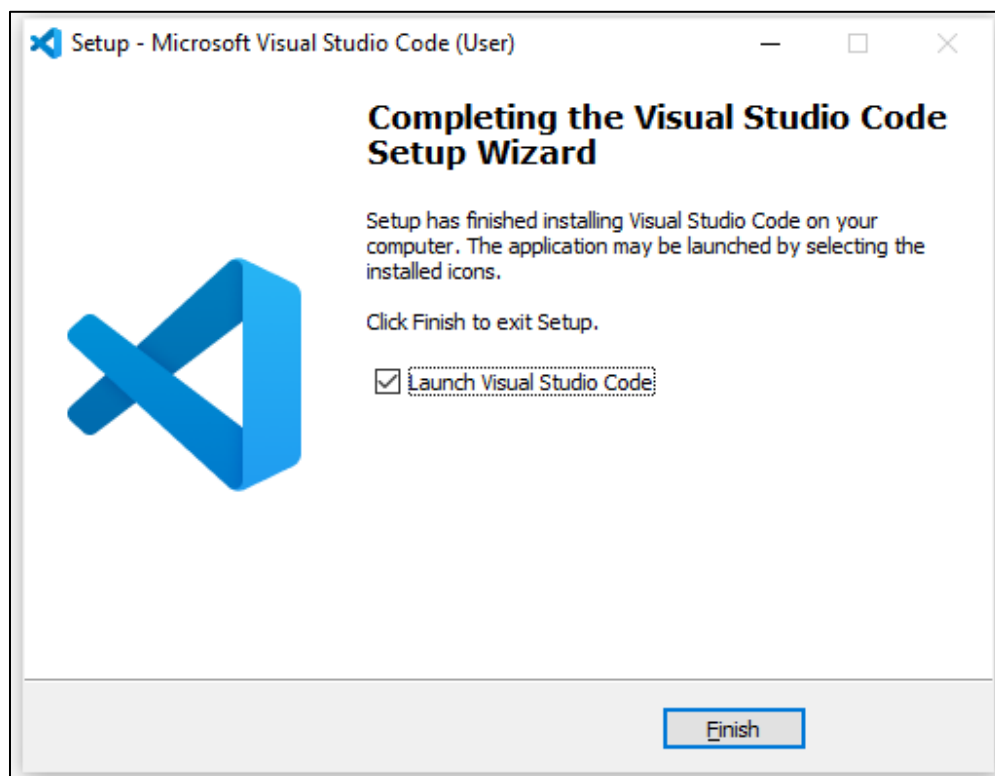 Setup - Microsoft Visual Studio Code (User)
Completing the Visual Studio Code
Setup Wizard
Setup has finished installing Visual Studio Code on your
computer. The application may be launched by selecting the
installed icons.
Click Finish to exit Setup.
Launch Visual Studio Code
Finish